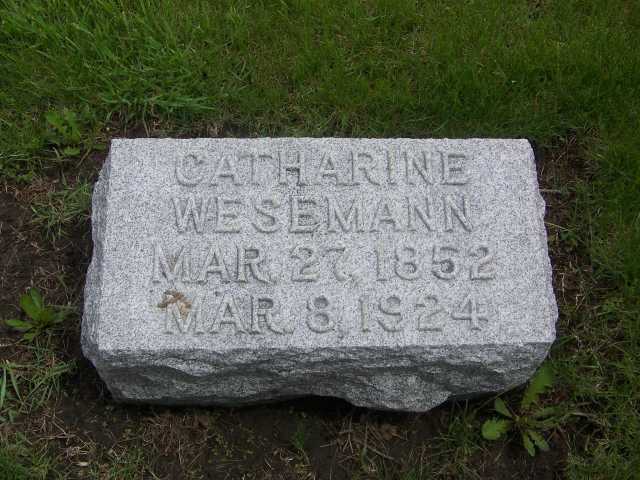 CATHARINE
WESEMANN
MAR. 27, 1852
MAR. 8, 1924